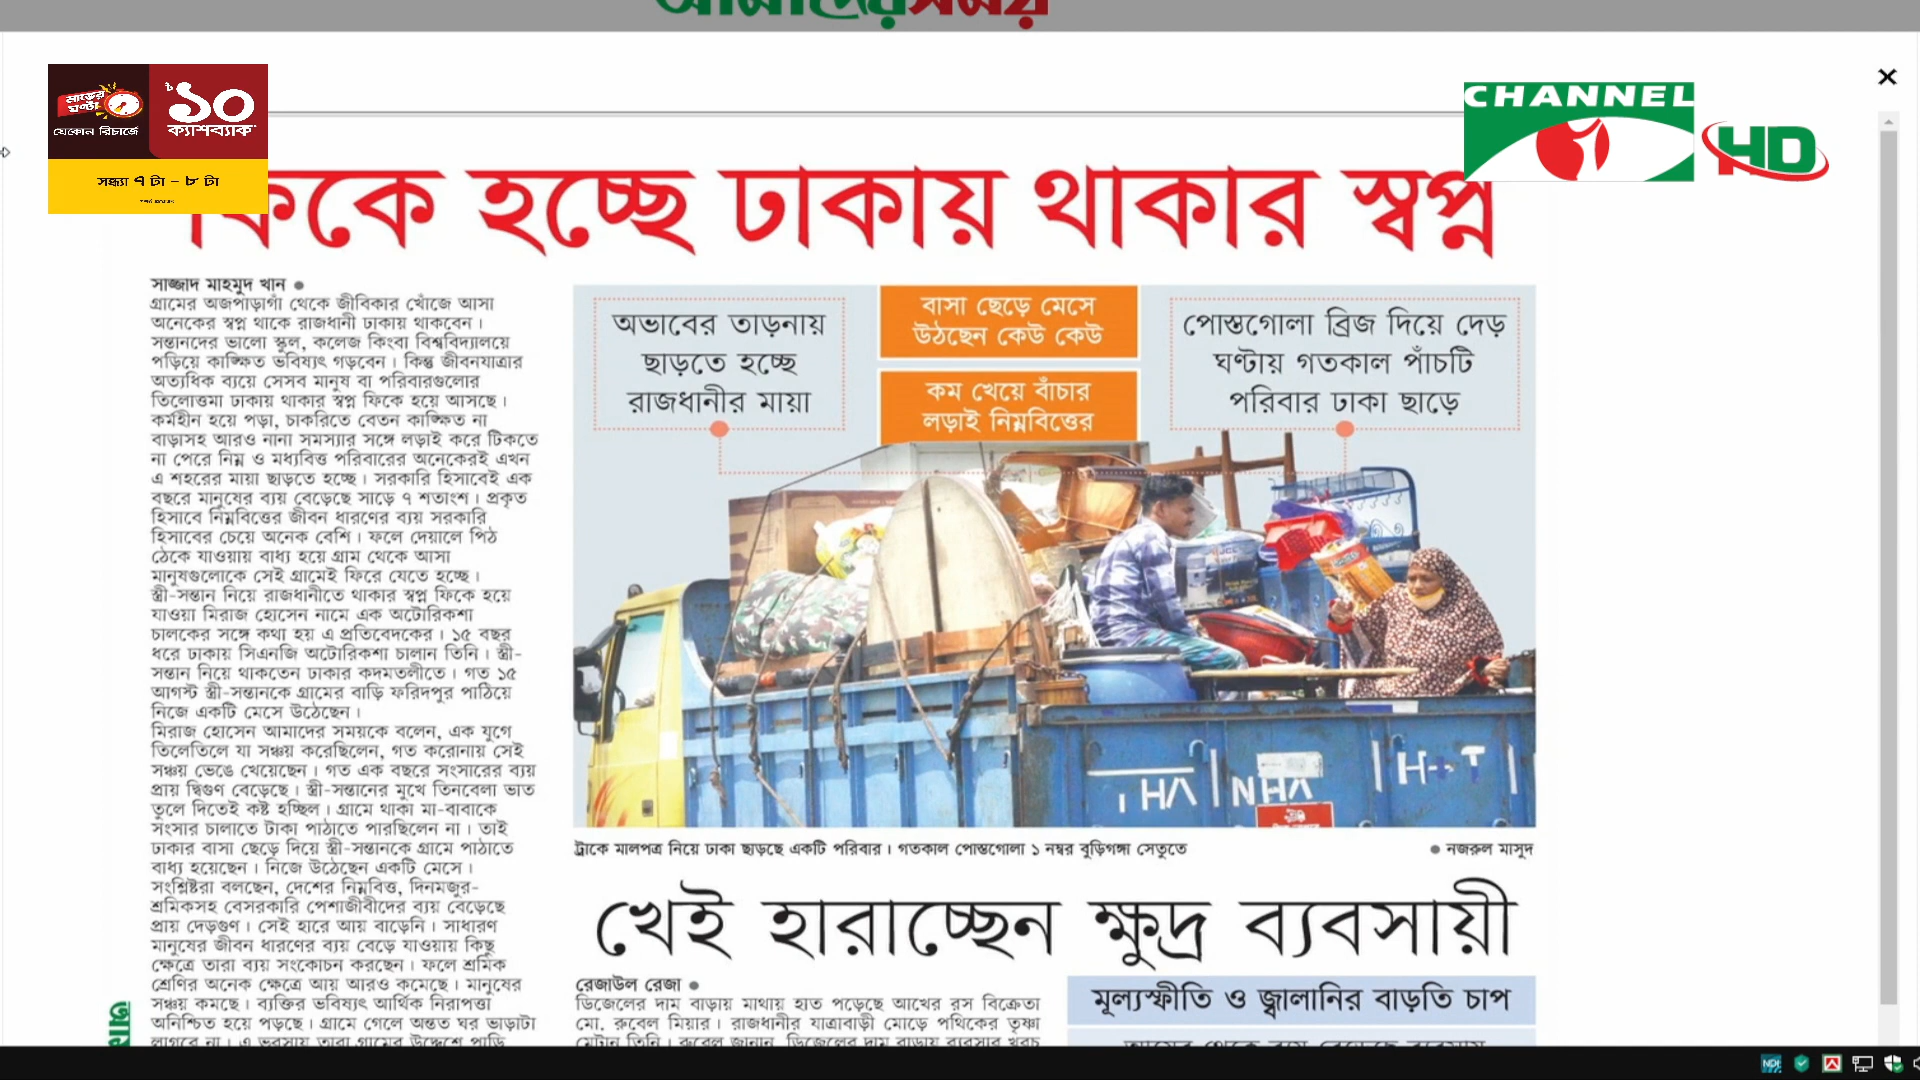 আমাদের সময়
মাস্তির ঘণ্টা
যেকোন রিচার্জে
৳১০
ক্যাশব্যাক
সন্ধ্যা ৭ টা – ৮ টা
CHANNEL
HD
ফিকে হচ্ছে ঢাকায় থাকার স্বপ্ন
সাজ্জাদ মাহমুদ খান ●
গ্রামের অজপাড়াগাঁ থেকে জীবিকার খোঁজে আসা
অনেকের স্বপ্ন থাকে রাজধানী ঢাকায় থাকবেন।
সন্তানদের ভালো স্কুল, কলেজ কিংবা বিশ্ববিদ্যালয়ে
পড়িয়ে কাঙ্ক্ষিত ভবিষ্যৎ গড়বেন। কিন্তু জীবনযাত্রার
অত্যধিক ব্যয়ে সেসব মানুষ বা পরিবারগুলোর
তিলোত্তমা ঢাকায় থাকার স্বপ্ন ফিকে হয়ে আসছে।
কর্মহীন হয়ে পড়া, চাকরিতে বেতন কাঙ্ক্ষিত না
বাড়াসহ আরও নানা সমস্যার সঙ্গে লড়াই করে টিকতে
না পেরে নিম্ন ও মধ্যবিত্ত পরিবারের অনেকেরই এখন
এ শহরের মায়া ছাড়তে হচ্ছে। সরকারি হিসাবেই এক
বছরে মানুষের ব্যয় বেড়েছে সাড়ে ৭ শতাংশ। প্রকৃত
হিসাবে নিম্নবিত্তের জীবন ধারণের ব্যয় সরকারি
হিসাবের চেয়ে অনেক বেশি। ফলে দেয়ালে পিঠ
ঠেকে যাওয়ায় বাধ্য হয়ে গ্রাম থেকে আসা
মানুষগুলোকে সেই গ্রামেই ফিরে যেতে হচ্ছে।
স্ত্রী-সন্তান নিয়ে রাজধানীতে থাকার স্বপ্ন ফিকে হয়ে
যাওয়া মিরাজ হোসেন নামে এক অটোরিকশা
চালকের সঙ্গে কথা হয় এ প্রতিবেদকের। ১৫ বছর
ধরে ঢাকায় সিএনজি অটোরিকশা চালান তিনি। স্ত্রী-
সন্তান নিয়ে থাকতেন ঢাকার কদমতলীতে। গত ১৫
আগস্ট স্ত্রী-সন্তানকে গ্রামের বাড়ি ফরিদপুর পাঠিয়ে
নিজে একটি মেসে উঠেছেন।
মিরাজ হোসেন আমাদের সময়কে বলেন, এক যুগে
তিলেতিলে যা সঞ্চয় করেছিলেন, গত করোনায় সেই
সঞ্চয় ভেঙে খেয়েছেন। গত এক বছরে সংসারের ব্যয়
প্রায় দ্বিগুণ বেড়েছে। স্ত্রী-সন্তানের মুখে তিনবেলা ভাত
তুলে দিতেই কষ্ট হচ্ছিল। গ্রামে থাকা মা-বাবাকে
সংসার চালাতে টাকা পাঠাতে পারছিলেন না। তাই
ঢাকার বাসা ছেড়ে দিয়ে স্ত্রী-সন্তানকে গ্রামে পাঠাতে
বাধ্য হয়েছেন। নিজে উঠেছেন একটি মেসে।
সংশ্লিষ্টরা বলছেন, দেশের নিম্নবিত্ত, দিনমজুর-
শ্রমিকসহ বেসরকারি পেশাজীবীদের ব্যয় বেড়েছে
প্রায় দেড়গুণ। সেই হারে আয় বাড়েনি। সাধারণ
মানুষের জীবন ধারণের ব্যয় বেড়ে যাওয়ায় কিছু
ক্ষেত্রে তারা ব্যয় সংকোচন করছেন। ফলে শ্রমিক
শ্রেণির অনেক ক্ষেত্রে আয় আরও কমেছে। মানুষের
সঞ্চয় কমছে। ব্যক্তির ভবিষ্যৎ আর্থিক নিরাপত্তা
অনিশ্চিত হয়ে পড়ছে। গ্রামে গেলে অন্তত ঘর ভাড়াটা
লাগবে না। এ ভরসায় তারা গ্রামের উদ্দেশে পাড়ি
অভাবের তাড়নায়
ছাড়তে হচ্ছে
রাজধানীর মায়া
বাসা ছেড়ে মেসে
উঠছেন কেউ কেউ
কম খেয়ে বাঁচার
লড়াই নিম্নবিত্তের
পোস্তগোলা ব্রিজ দিয়ে দেড়
ঘণ্টায় গতকাল পাঁচটি
পরিবার ঢাকা ছাড়ে
ট্রাকে মালপত্র নিয়ে ঢাকা ছাড়ছে একটি পরিবার। গতকাল পোস্তগোলা ১ নম্বর বুড়িগঙ্গা সেতুতে
● নজরুল মাসুদ
খেই হারাচ্ছেন ক্ষুদ্র ব্যবসায়ী
রেজাউল রেজা ●
ডিজেলের দাম বাড়ায় মাথায় হাত পড়েছে আখের রস বিক্রেতা
মো. রুবেল মিয়ার। রাজধানীর যাত্রাবাড়ী মোড়ে পথিকের তৃষ্ণা
মেটান তিনি। রুবেল জানান, ডিজেলের দাম বাড়ায় ব্যবসার খরচ
মূল্যস্ফীতি ও জ্বালানির বাড়তি চাপ